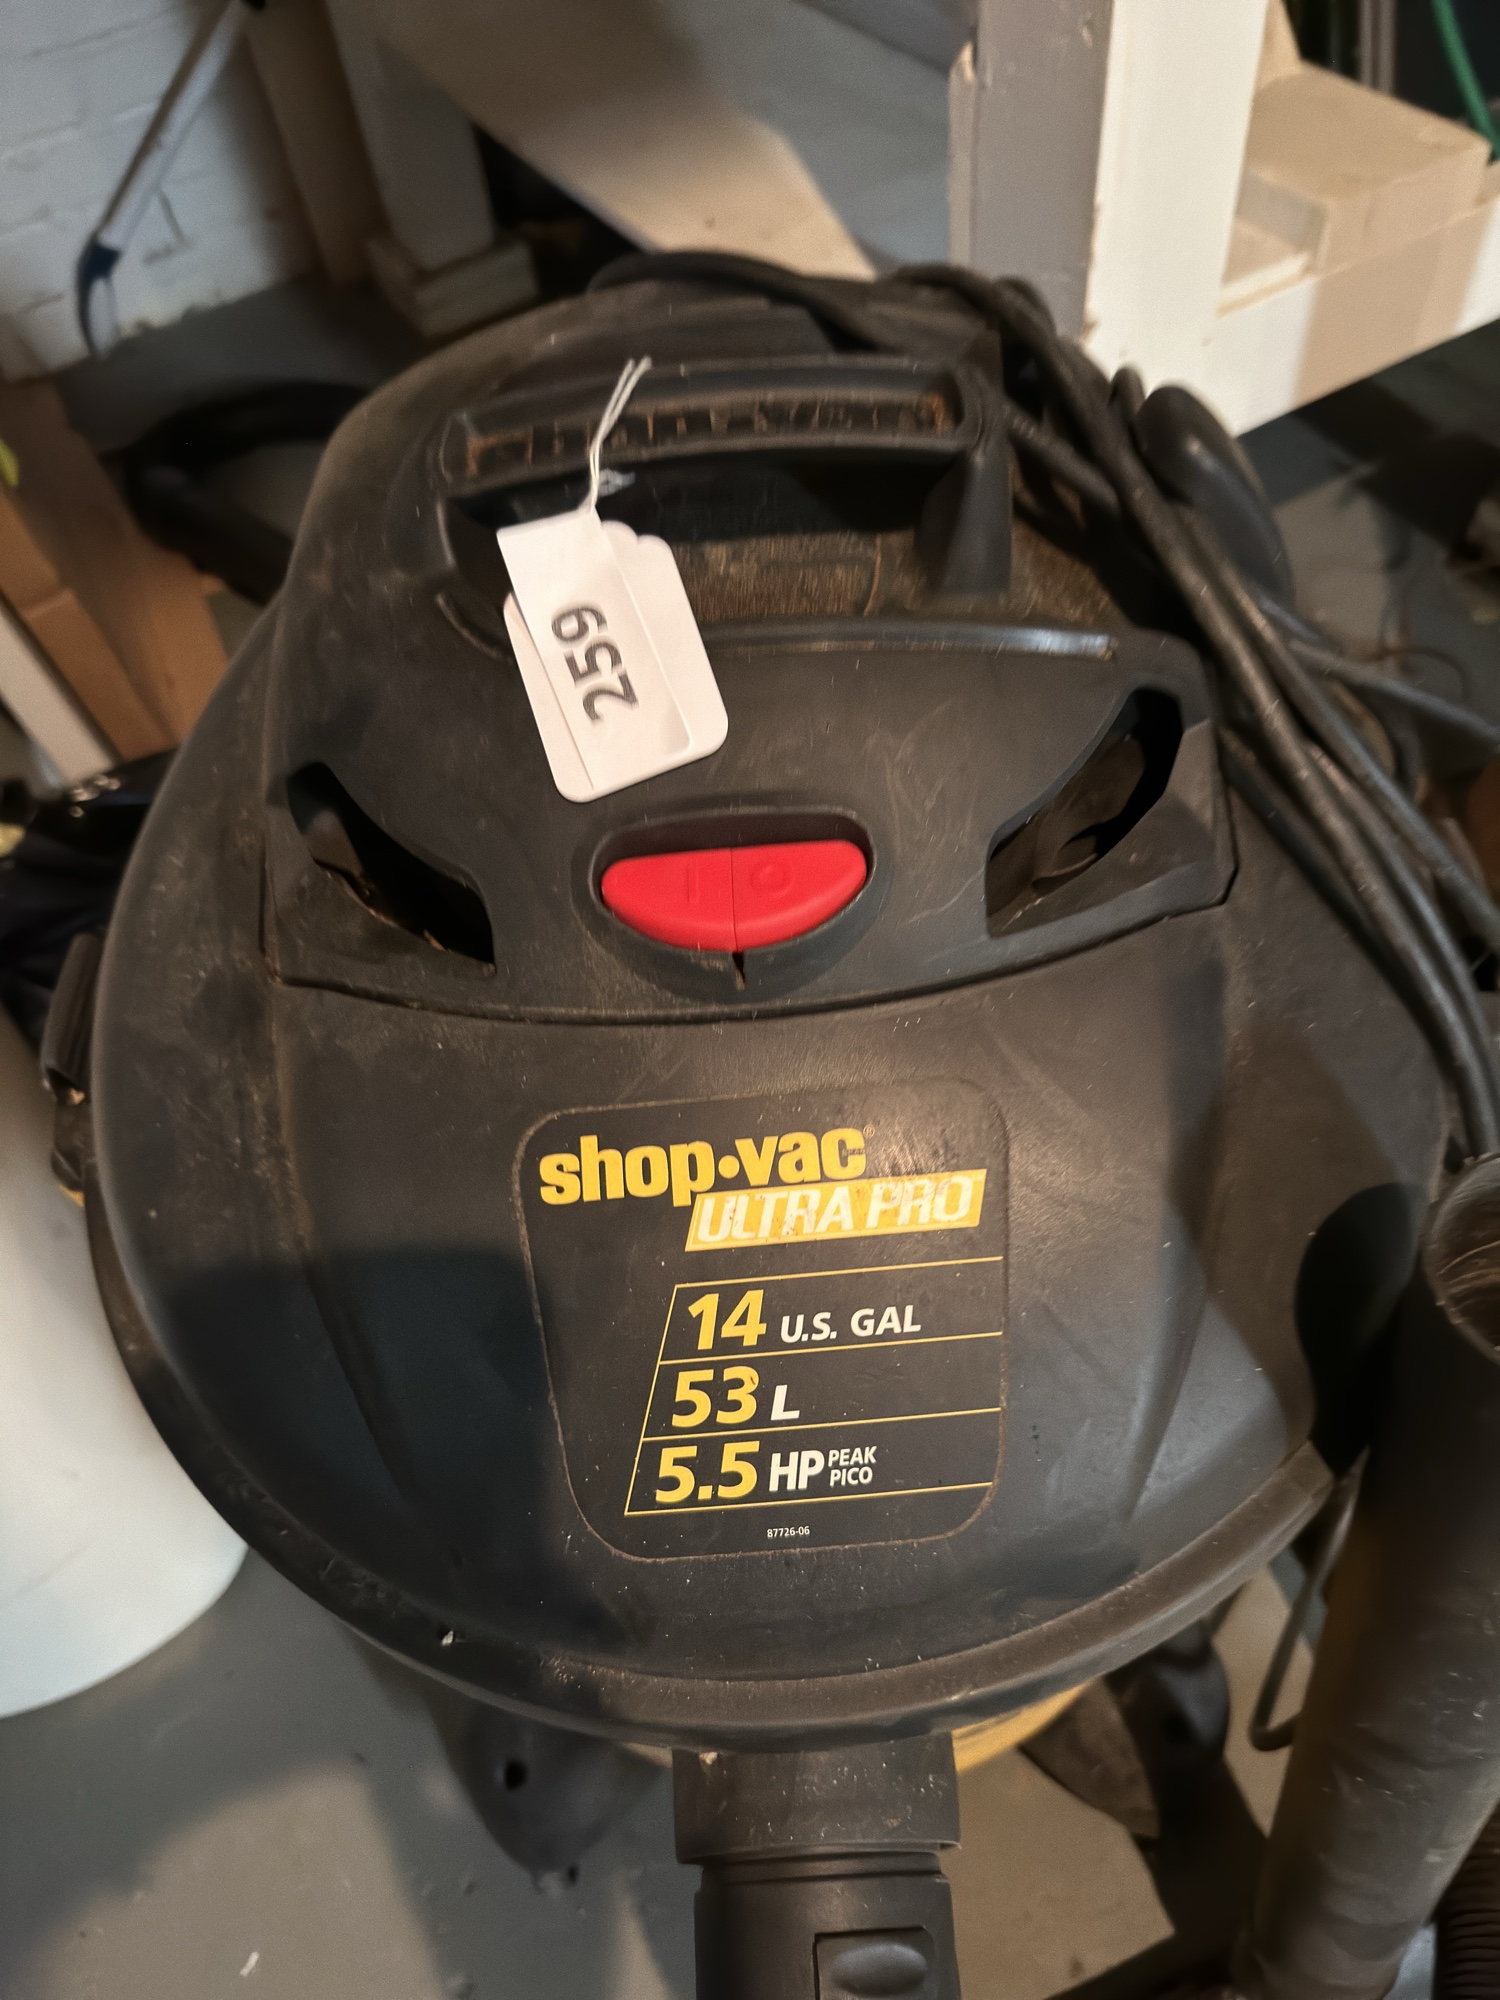 259
I O
shop·vac®
ULTRA PRO
14 U.S. GAL
53 L
5.5 HP PEAK
PICO
87726-06